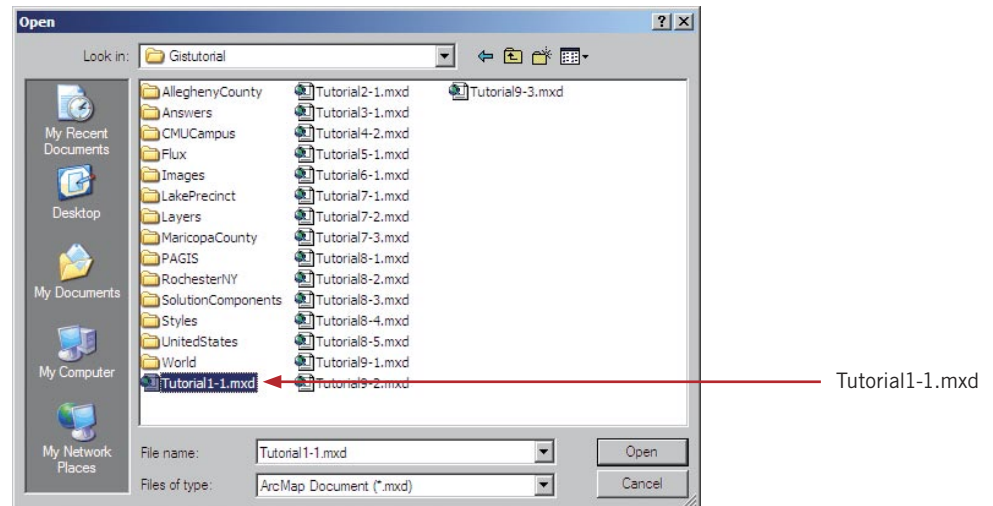 Open
Look in: Gistutorial
My Recent
Documents
Desktop
My Documents
My Computer
My Network
Places
AlleghenyCounty
Answers
CMUCampus
Flux
Images
LakePrecinct
Layers
MaricopaCounty
PAGIS
RochesterNY
SolutionComponents
Styles
UnitedStates
World
Tutorial1-1.mxd
Tutorial2-1.mxd
Tutorial3-1.mxd
Tutorial4-2.mxd
Tutorial5-1.mxd
Tutorial6-1.mxd
Tutorial7-1.mxd
Tutorial7-2.mxd
Tutorial7-3.mxd
Tutorial8-1.mxd
Tutorial8-2.mxd
Tutorial8-3.mxd
Tutorial8-4.mxd
Tutorial8-5.mxd
Tutorial9-1.mxd
Tutorial9-2.mxd
Tutorial9-3.mxd
Tutorial1-1.mxd
File name: Tutorial1-1.mxd Open
Files of type: ArcMap Document (*.mxd) Cancel